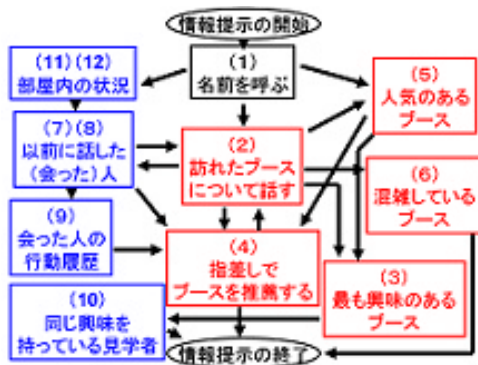 情報提示の開始
(1)
名前を呼ぶ
(11)(12)
部屋内の状況
(5)
人気のある
ブース
(7)(8)
以前に話した
(会った)人
(2)
訪れたブース
について話す
(6)
混雑している
ブース
(9)
会った人の
行動履歴
(4)
指差しで
ブースを推薦する
(3)
最も興味のある
ブース
(10)
同じ興味を
持っている見学者
情報提示の終了